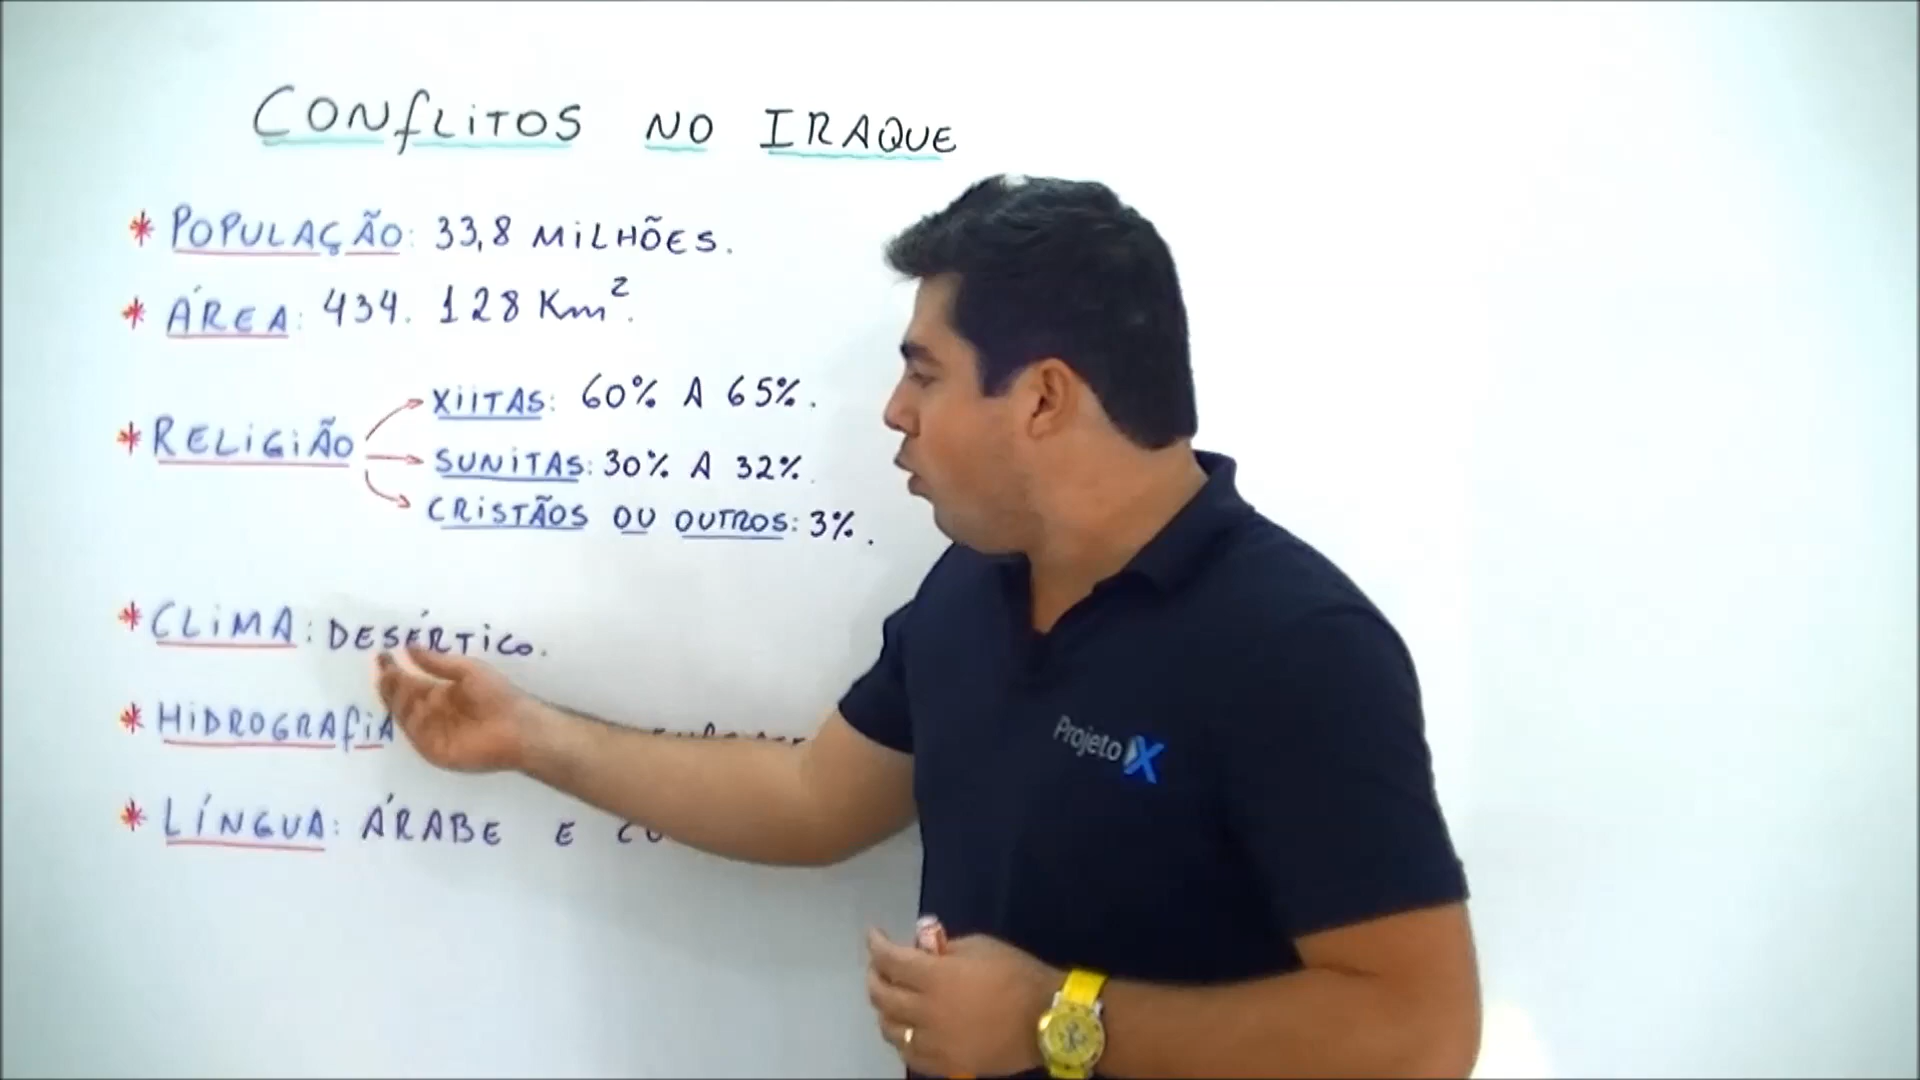 CONFLITOS NO IRAQUE
* POPULAÇÃO: 33,8 MILHÕES.
* ÁREA: 434.128 Km².
* RELIGIÃO
XIITAS: 60% A 65%.
SUNITAS: 30% A 32%.
CRISTÃOS OU OUTROS: 3%.
* CLIMA: DESÉRTICO.
* HIDROGRAFIA
* LÍNGUA: ÁRABE E
Projeto X